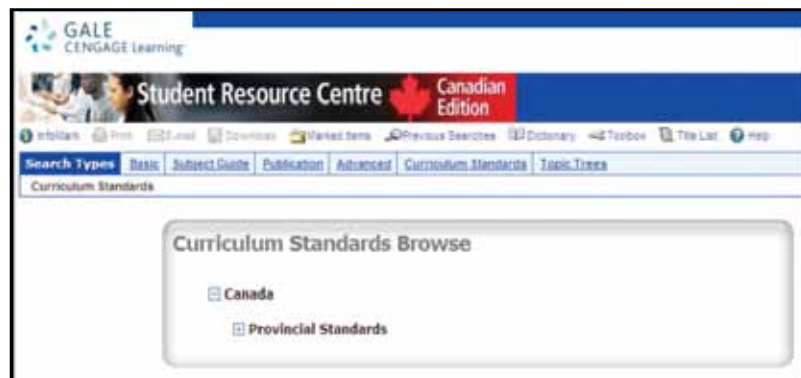 GALE
CENGAGE Learning
Student Resource Centre Canadian Edition
InfoMark Print E-mail Download Marked Items Previous Searches Dictionary Toolbox Title List Help
Search Types Basic Subject Guide Publication Advanced Curriculum Standards Topic Trees
Curriculum Standards
Curriculum Standards Browse
Canada
Provincial Standards